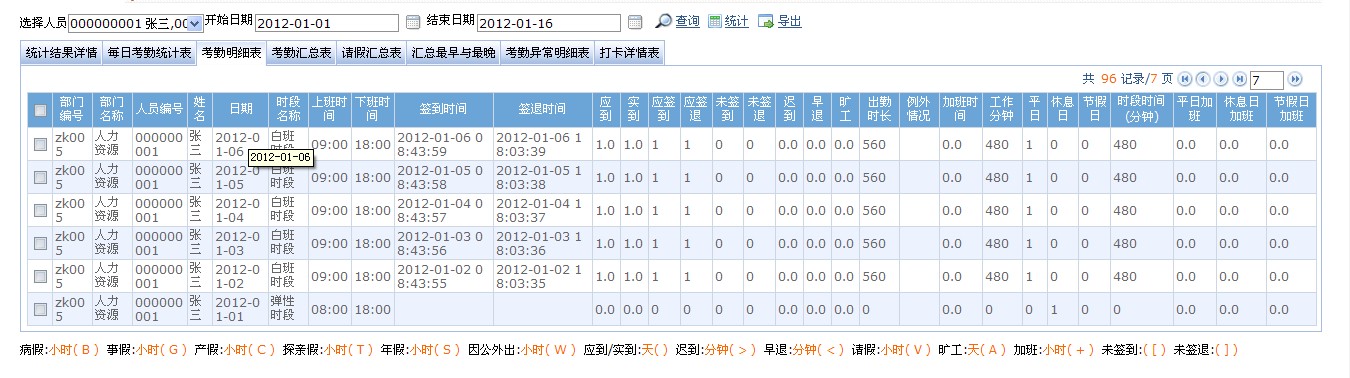 选择人员 000000001 张三,00 开始日期 2012-01-01 结束日期 2012-01-16 查询 统计 导出
统计结果详情 每日考勤统计表 考勤明细表 考勤汇总表 请假汇总表 汇总最早与最晚 考勤异常明细表 打卡详情表
共 96 记录/7 页 7
部门编号 部门名称 人员编号 姓名 日期 时段名称 上班时间 下班时间 签到时间 签退时间 应到 实到 应签到 应签退 未签到 未签退 迟到 早退 旷工 出勤时长 例外情况 加班时间 工作分钟 平日 休息日 节假日 时段时间(分钟) 平日加班 休息日加班 节假日加班
zk005 人力资源 000000001 张三 2012-01-06 白班时段 09:00 18:00 2012-01-06 08:43:59 2012-01-06 18:03:39 1.0 1.0 1 1 0 0 0.0 0.0 0.0 560 0.0 480 1 0 0 480 0.0 0.0 0.0
2012-01-06
zk005 人力资源 000000001 张三 2012-01-05 白班时段 09:00 18:00 2012-01-05 08:43:58 2012-01-05 18:03:38 1.0 1.0 1 1 0 0 0.0 0.0 0.0 560 0.0 480 1 0 0 480 0.0 0.0 0.0
zk005 人力资源 000000001 张三 2012-01-04 白班时段 09:00 18:00 2012-01-04 08:43:57 2012-01-04 18:03:37 1.0 1.0 1 1 0 0 0.0 0.0 0.0 560 0.0 480 1 0 0 480 0.0 0.0 0.0
zk005 人力资源 000000001 张三 2012-01-03 白班时段 09:00 18:00 2012-01-03 08:43:56 2012-01-03 18:03:36 1.0 1.0 1 1 0 0 0.0 0.0 0.0 560 0.0 480 1 0 0 480 0.0 0.0 0.0
zk005 人力资源 000000001 张三 2012-01-02 白班时段 09:00 18:00 2012-01-02 08:43:55 2012-01-02 18:03:35 1.0 1.0 1 1 0 0 0.0 0.0 0.0 560 0.0 480 1 0 0 480 0.0 0.0 0.0
zk005 人力资源 000000001 张三 2012-01-01 弹性时段 08:00 18:00 0.0 0.0 0 0 0 0 0.0 0.0 0.0 0 0.0 0 0 1 0 0 0.0 0.0 0.0
病假:小时( B ) 事假:小时( G ) 产假:小时( C ) 探亲假:小时( T ) 年假:小时( S ) 因公外出:小时( W ) 应到/实到:天( ) 迟到:分钟( > ) 早退:分钟( < ) 请假:小时( V ) 旷工:天( A ) 加班:小时( + ) 未签到:( [ ) 未签退:( ] )